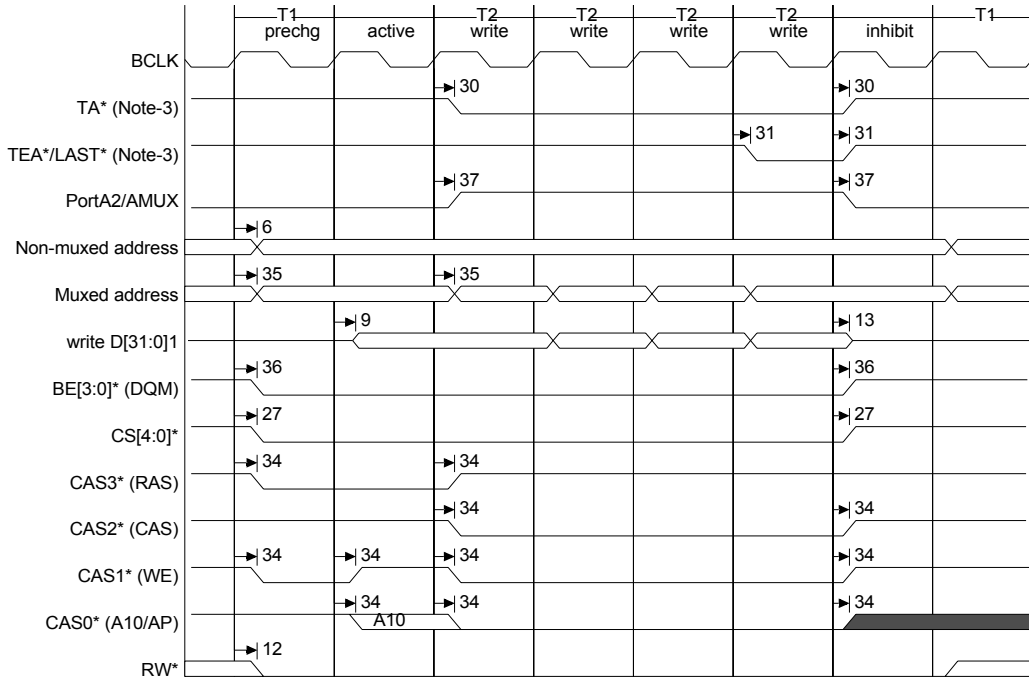 T1 T2 T2 T2 T2 T1
prechg active write write write write inhibit
BCLK
30 30
TA* (Note-3)
31 31
TEA*/LAST* (Note-3)
37 37
PortA2/AMUX
6
Non-muxed address
35 35
Muxed address
9 13
write D[31:0]1
36 36
BE[3:0]* (DQM)
27 27
CS[4:0]*
34 34
CAS3* (RAS)
34 34
CAS2* (CAS)
34 34 34 34
CAS1* (WE)
34 34 34
CAS0* (A10/AP) A10
12
RW*